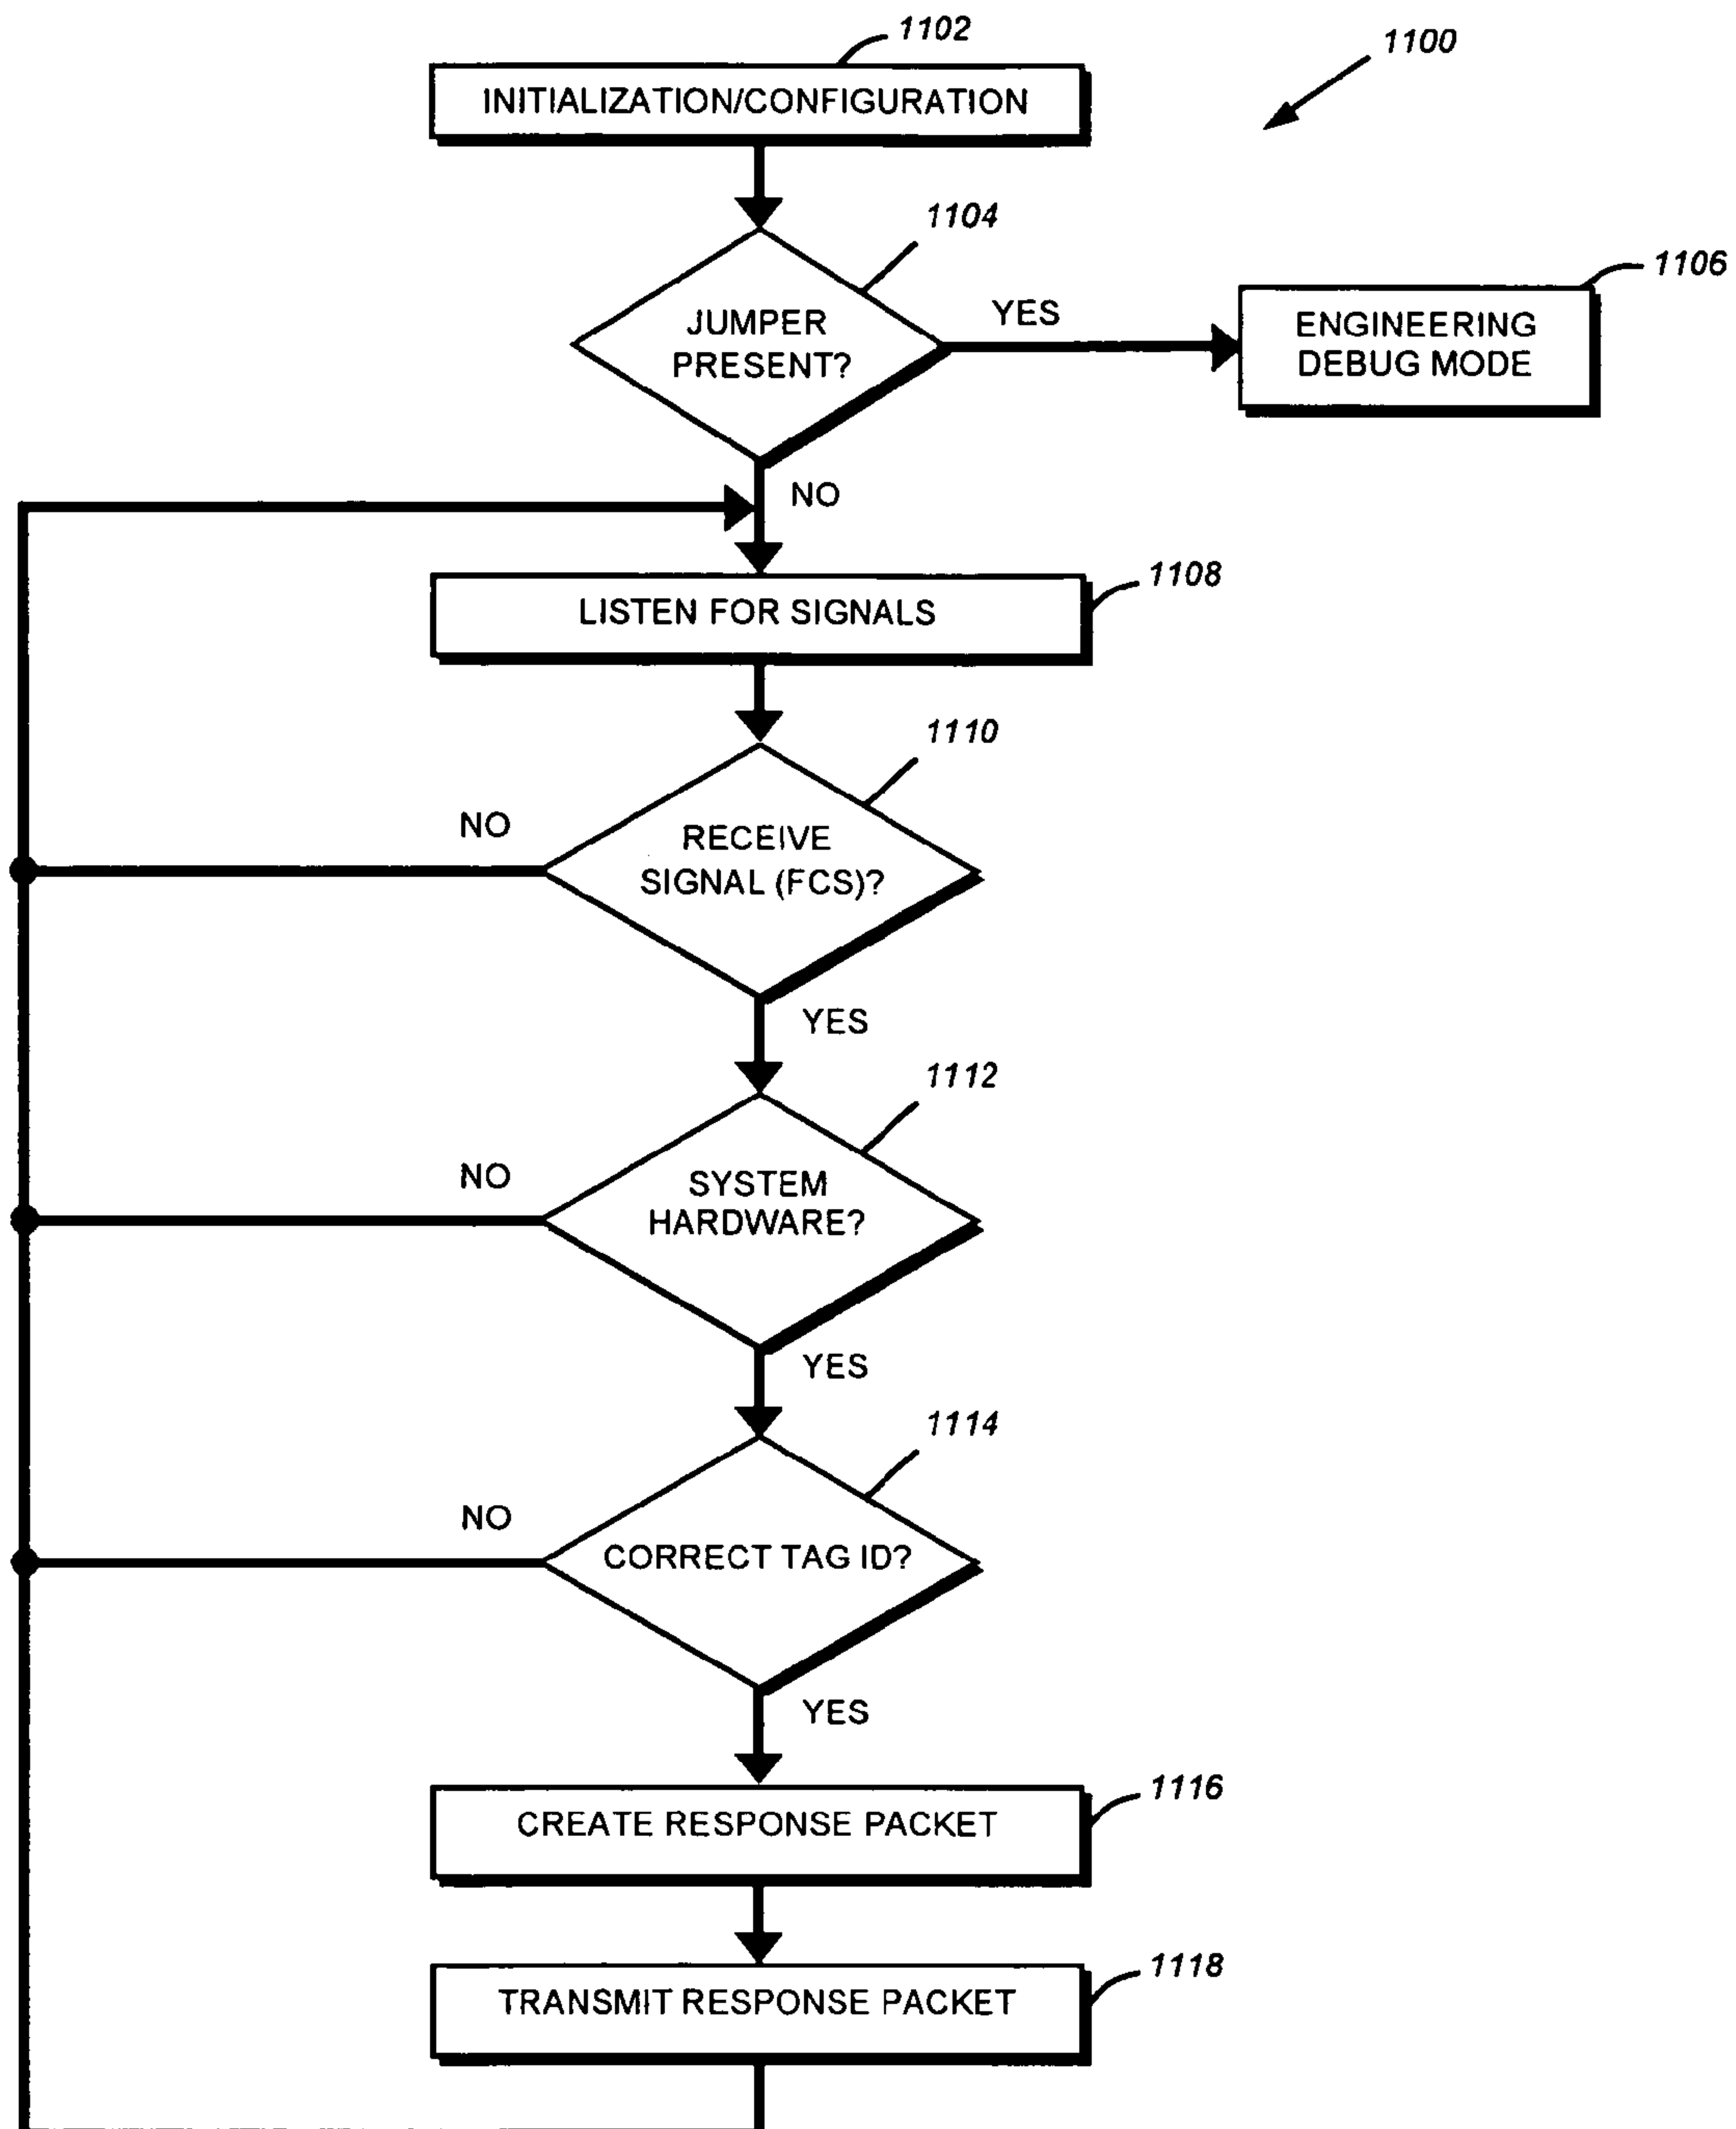 1102
1100
INITIALIZATION/CONFIGURATION
1104
1106
JUMPER
PRESENT?
YES
ENGINEERING
DEBUG MODE
NO
1108
LISTEN FOR SIGNALS
1110
NO
RECEIVE
SIGNAL (FCS)?
YES
1112
NO
SYSTEM
HARDWARE?
YES
1114
NO
CORRECT TAG ID?
YES
1116
CREATE RESPONSE PACKET
1118
TRANSMIT RESPONSE PACKET